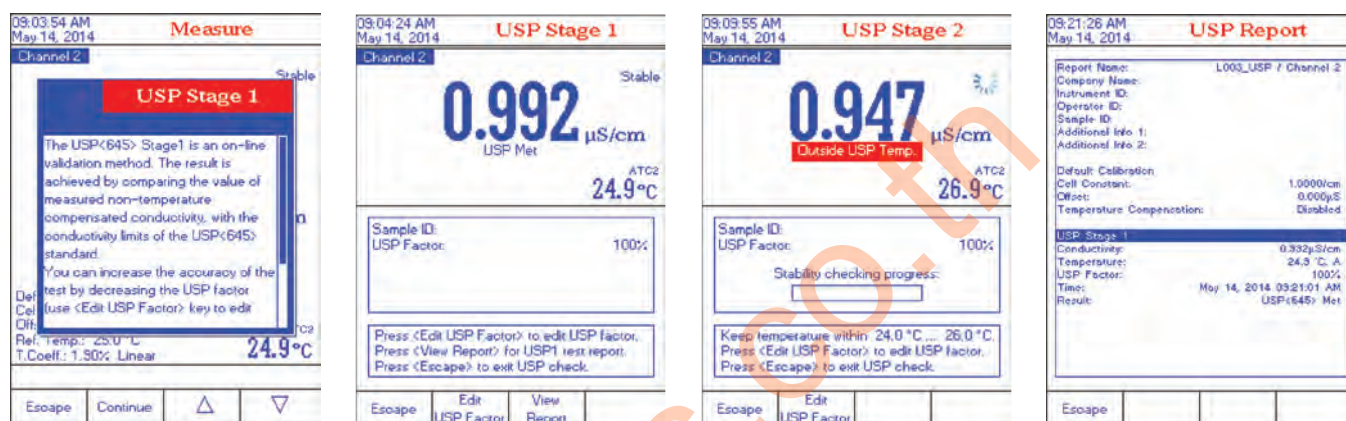 09:03:54 AM
May 14, 2014
Measure
Channel 2
Stable
USP Stage 1
The USP<645> Stage1 is an on-line
validation method. The result is
achieved by comparing the value of
measured non-temperature
compensated conductivity, with the
conductivity limits of the USP<645>
standard.
You can increase the accuracy of the
test by decreasing the USP factor
(use <Edit USP Factor> key to edit
Ref. Temp.: 25.0°C
T.Coeff.: 1.90% Linear
24.9°C
Escape Continue △ ▽
09:04:24 AM
May 14, 2014
USP Stage 1
Channel 2
Stable
0.992 µS/cm
USP Met
ATC2
24.9°C
Sample ID:
USP Factor: 100%
Press <Edit USP Factor> to edit USP factor.
Press <View Report> for USP1 test report.
Press <Escape> to exit USP check.
Escape
Edit
USP Factor
View
Report
09:09:55 AM
May 14, 2014
USP Stage 2
Channel 2
0.947 µS/cm
Outside USP Temp.
ATC2
26.9°C
Sample ID:
USP Factor: 100%
Stability checking progress:
Keep temperature within 24.0 °C ... 26.0 °C.
Press <Edit USP Factor> to edit USP factor.
Press <Escape> to exit USP check.
Escape
Edit
USP Factor
09:21:26 AM
May 14, 2014
USP Report
Report Name: L003_USP / Channel 2
Company Name:
Instrument ID:
Operator ID:
Sample ID:
Additional Info 1:
Additional Info 2:
Default Calibration
Cell Constant: 1.0000/cm
Offset: 0.000µS
Temperature Compensation: Disabled
USP Stage 1
Conductivity: 0.992µS/cm
Temperature: 24.9 °C, A
USP Factor: 100%
Time: May 14, 2014 09:21:01 AM
Result: USP<645> Met
Escape